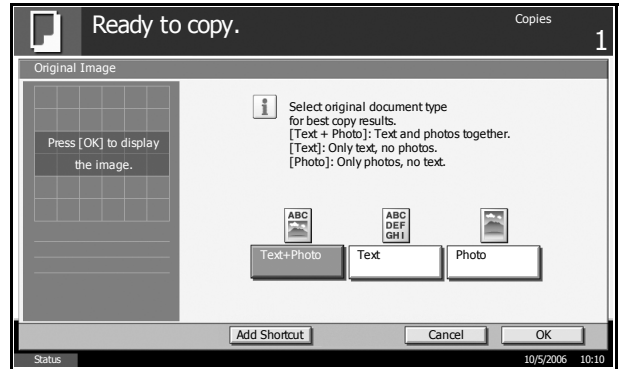 Ready to copy.
Copies
1
Original Image
Press [OK] to display
the image.
i
Select original document type
for best copy results.
[Text + Photo]: Text and photos together.
[Text]: Only text, no photos.
[Photo]: Only photos, no text.
ABC
ABC
DEF
GHI
Text+Photo
Text
Photo
Add Shortcut
Cancel
OK
Status
10/5/2006 10:10